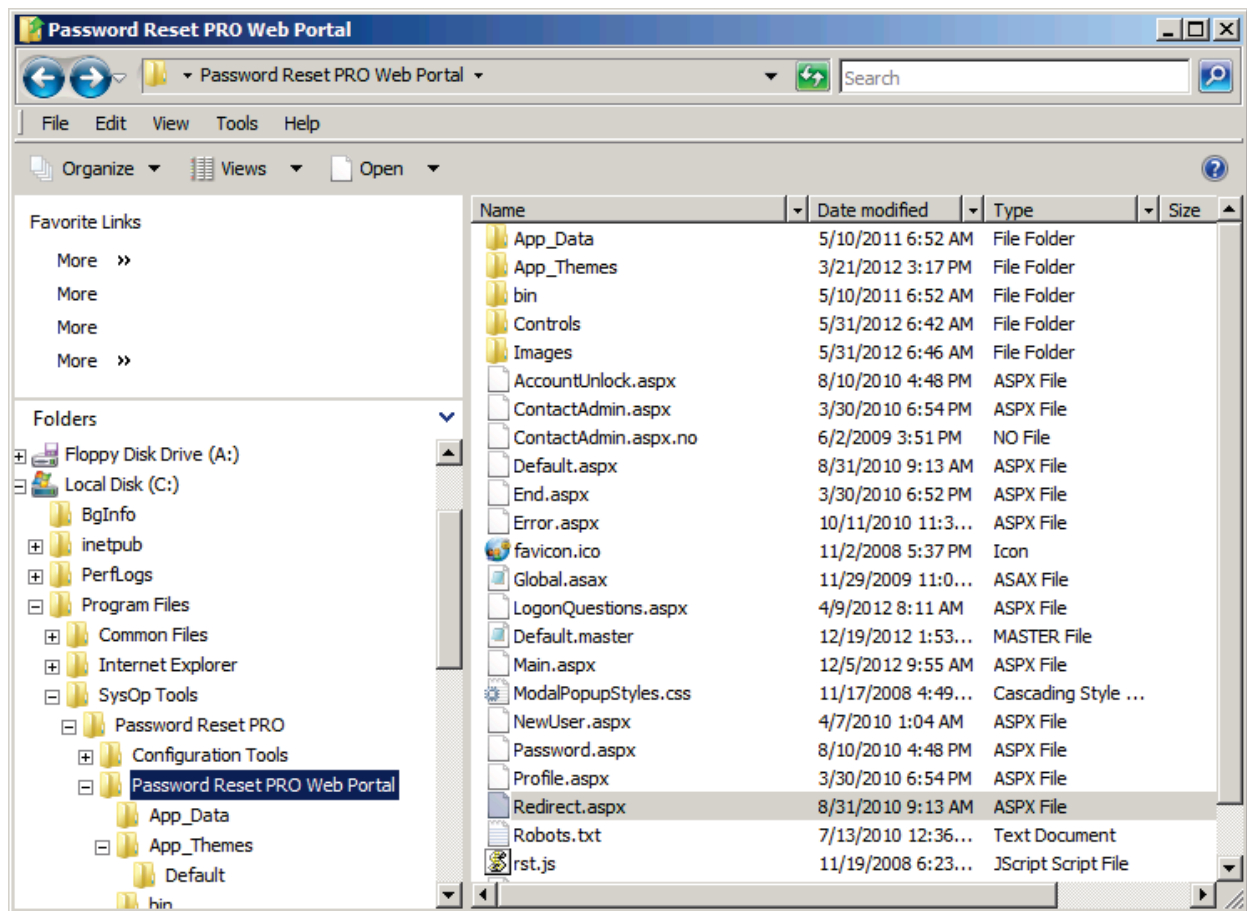 Password Reset PRO Web Portal
Password Reset PRO Web Portal
Search
File Edit View Tools Help
Organize Views Open
Favorite Links
More »
More
More
More »
Folders
Floppy Disk Drive (A:)
Local Disk (C:)
BgInfo
inetpub
PerfLogs
Program Files
Common Files
Internet Explorer
SysOp Tools
Password Reset PRO
Configuration Tools
Password Reset PRO Web Portal
App_Data
App_Themes
Default
bin
Name Date modified Type Size
App_Data 5/10/2011 6:52 AM File Folder
App_Themes 3/21/2012 3:17 PM File Folder
bin 5/10/2011 6:52 AM File Folder
Controls 5/31/2012 6:42 AM File Folder
Images 5/31/2012 6:46 AM File Folder
AccountUnlock.aspx 8/10/2010 4:48 PM ASPX File
ContactAdmin.aspx 3/30/2010 6:54 PM ASPX File
ContactAdmin.aspx.no 6/2/2009 3:51 PM NO File
Default.aspx 8/31/2010 9:13 AM ASPX File
End.aspx 3/30/2010 6:52 PM ASPX File
Error.aspx 10/11/2010 11:3... ASPX File
favicon.ico 11/2/2008 5:37 PM Icon
Global.asax 11/29/2009 11:0... ASAX File
LogonQuestions.aspx 4/9/2012 8:11 AM ASPX File
Default.master 12/19/2012 1:53... MASTER File
Main.aspx 12/5/2012 9:55 AM ASPX File
ModalPopupStyles.css 11/17/2008 4:49... Cascading Style ...
NewUser.aspx 4/7/2010 1:04 AM ASPX File
Password.aspx 8/10/2010 4:48 PM ASPX File
Profile.aspx 3/30/2010 6:54 PM ASPX File
Redirect.aspx 8/31/2010 9:13 AM ASPX File
Robots.txt 7/13/2010 12:36... Text Document
rst.js 11/19/2008 6:23... JScript Script File